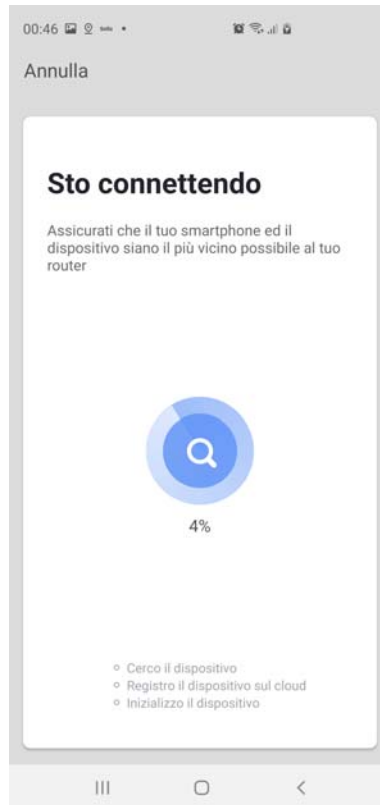 00:46
Annulla
Sto connettendo
Assicurati che il tuo smartphone ed il
dispositivo siano il più vicino possibile al tuo
router
4%
Cerco il dispositivo
Registro il dispositivo sul cloud
Inizializzo il dispositivo